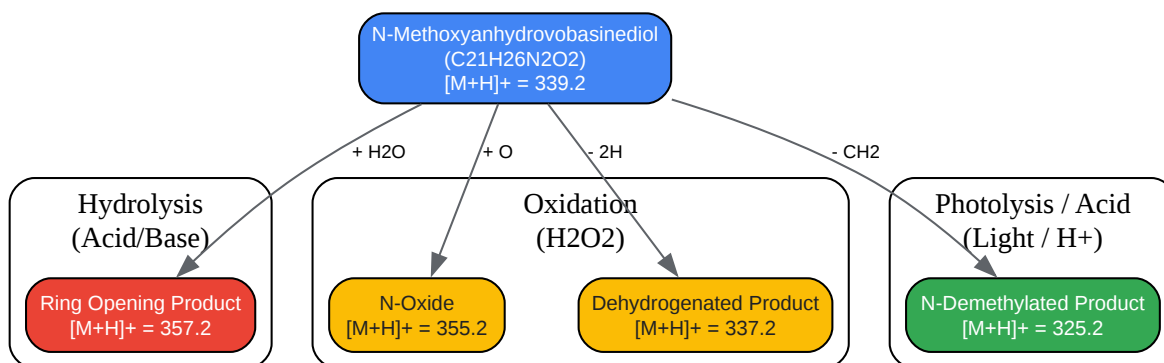 N-Methoxyanhydrovobasinediol
(C21H26N2O2)
[M+H]+ = 339.2
+ H2O
+ O
- 2H
- CH2
Hydrolysis
(Acid/Base)
Oxidation
(H2O2)
Photolysis / Acid
(Light / H+)
Ring Opening Product
[M+H]+ = 357.2
N-Oxide
[M+H]+ = 355.2
Dehydrogenated Product
[M+H]+ = 337.2
N-Demethylated Product
[M+H]+ = 325.2